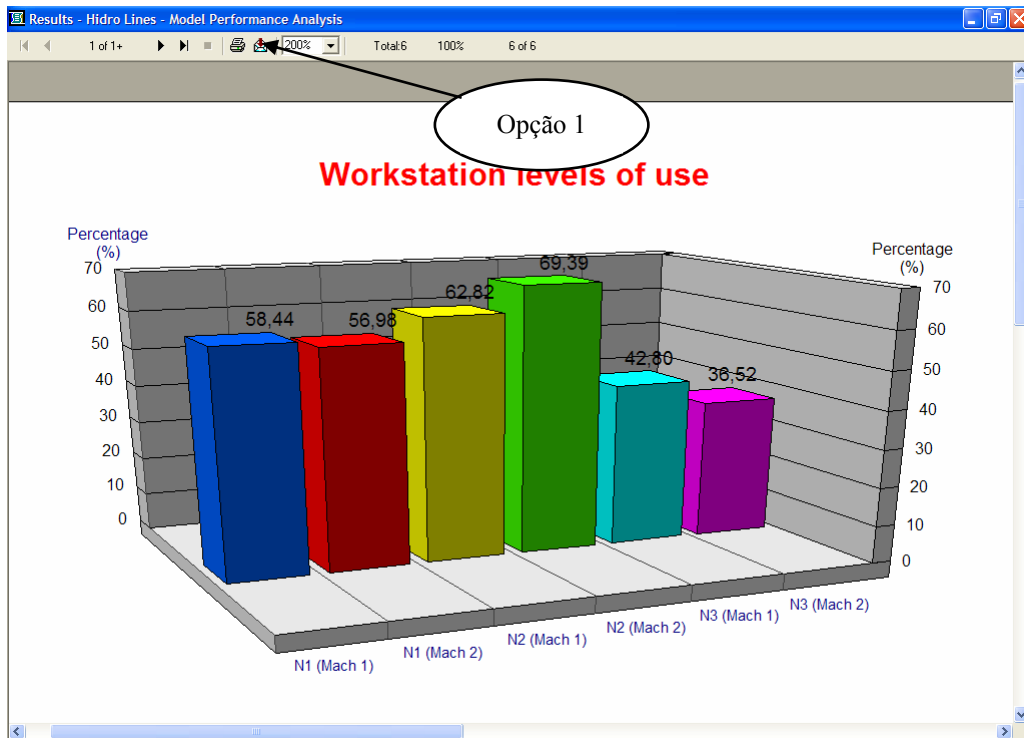 Results - Hidro Lines - Model Performance Analysis
1 of 1+ 200% Total:6 100% 6 of 6
Opção 1
Workstation levels of use
Percentage
(%)
70
60
50
40
30
20
10
0
58,44
56,98
62,82
69,39
42,80
36,52
Percentage
(%)
70
60
50
40
30
20
10
0
N1 (Mach 1)
N1 (Mach 2)
N2 (Mach 1)
N2 (Mach 2)
N3 (Mach 1)
N3 (Mach 2)